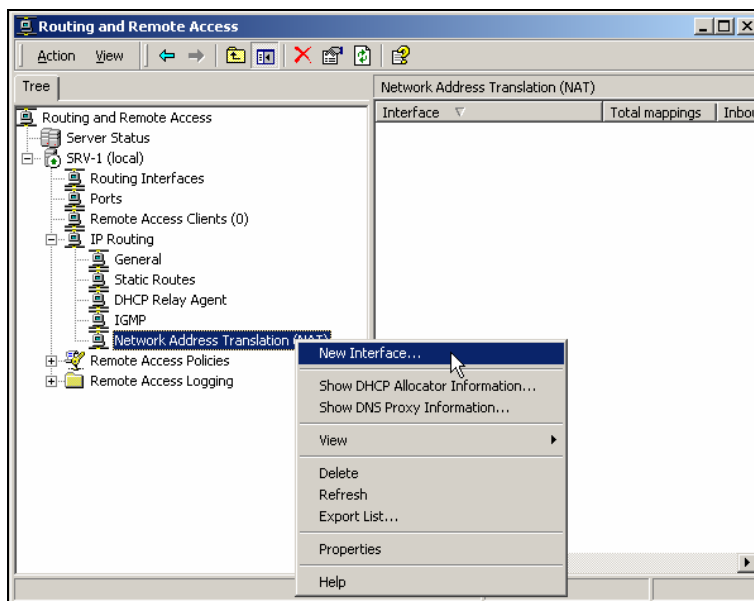 Routing and Remote Access
Action View
Tree
Network Address Translation (NAT)
Interface Total mappings Inbou
Routing and Remote Access
Server Status
SRV-1 (local)
Routing Interfaces
Ports
Remote Access Clients (0)
IP Routing
General
Static Routes
DHCP Relay Agent
IGMP
Network Address Translation (NAT)
Remote Access Policies
Remote Access Logging
New Interface...
Show DHCP Allocator Information...
Show DNS Proxy Information...
View
Delete
Refresh
Export List...
Properties
Help